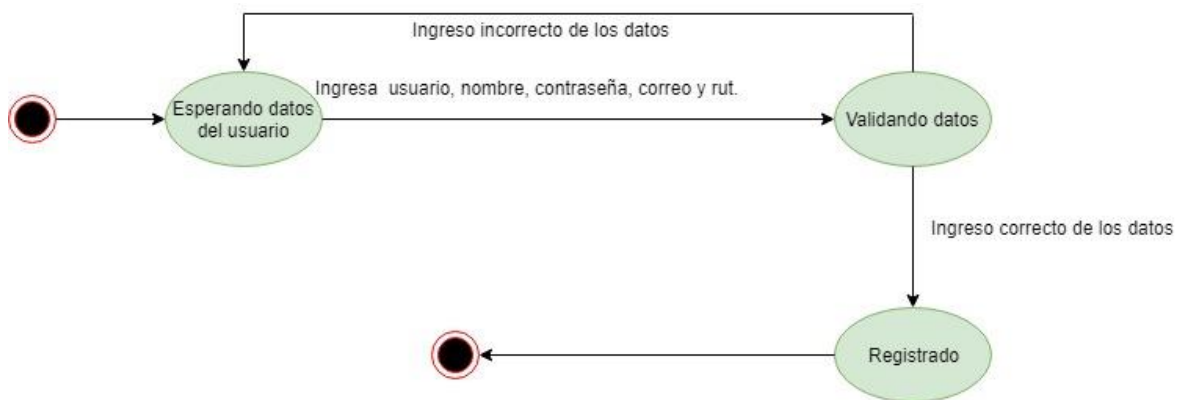 Ingreso incorrecto de los datos
Ingresa  usuario, nombre, contraseña, correo y rut.
Esperando datos
del usuario
Validando datos
Ingreso correcto de los datos
Registrado